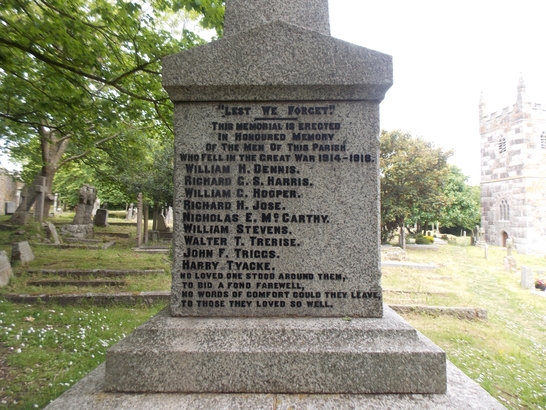 "LEST WE FORGET."
THIS MEMORIAL IS ERECTED
IN HONOURED MEMORY
OF THE MEN OF THIS PARISH
WHO FELL IN THE GREAT WAR 1914-1918.
WILLIAM H. DENNIS.
RICHARD C. S. HARRIS.
WILLIAM C. HOOPER.
RICHARD H. JOSE.
NICHOLAS E. McCARTHY.
WILLIAM STEVENS.
WALTER T. TRERISE.
JOHN F. TRIGGS.
HARRY TYACKE.
NO LOVED ONE STOOD AROUND THEM,
TO BID A FOND FAREWELL,
NO WORDS OF COMFORT COULD THEY LEAVE,
TO THOSE THEY LOVED SO WELL.